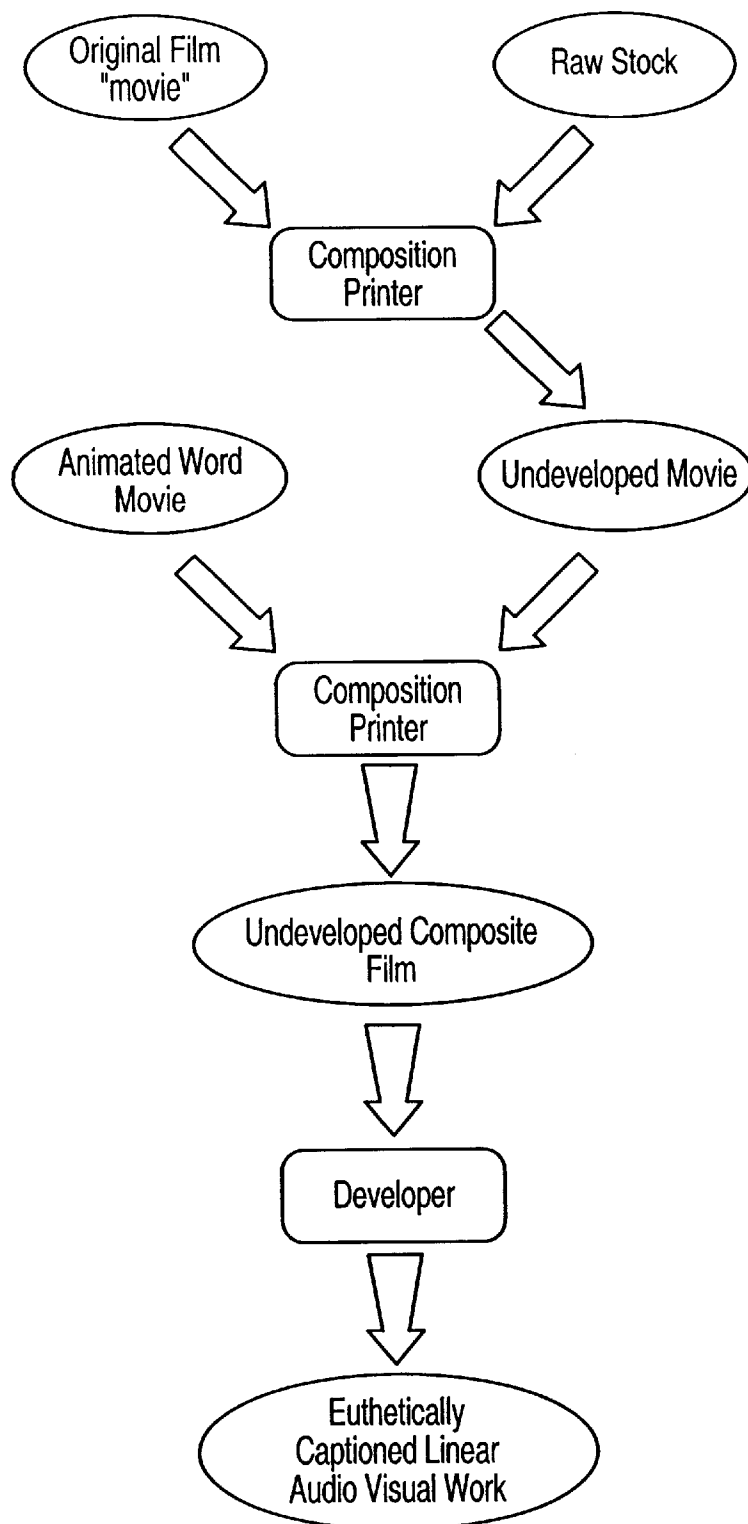 Original Film
"movie"
Raw Stock
Composition
Printer
Animated Word
Movie
Undeveloped Movie
Composition
Printer
Undeveloped Composite
Film
Developer
Euthetically
Captioned Linear
Audio Visual Work